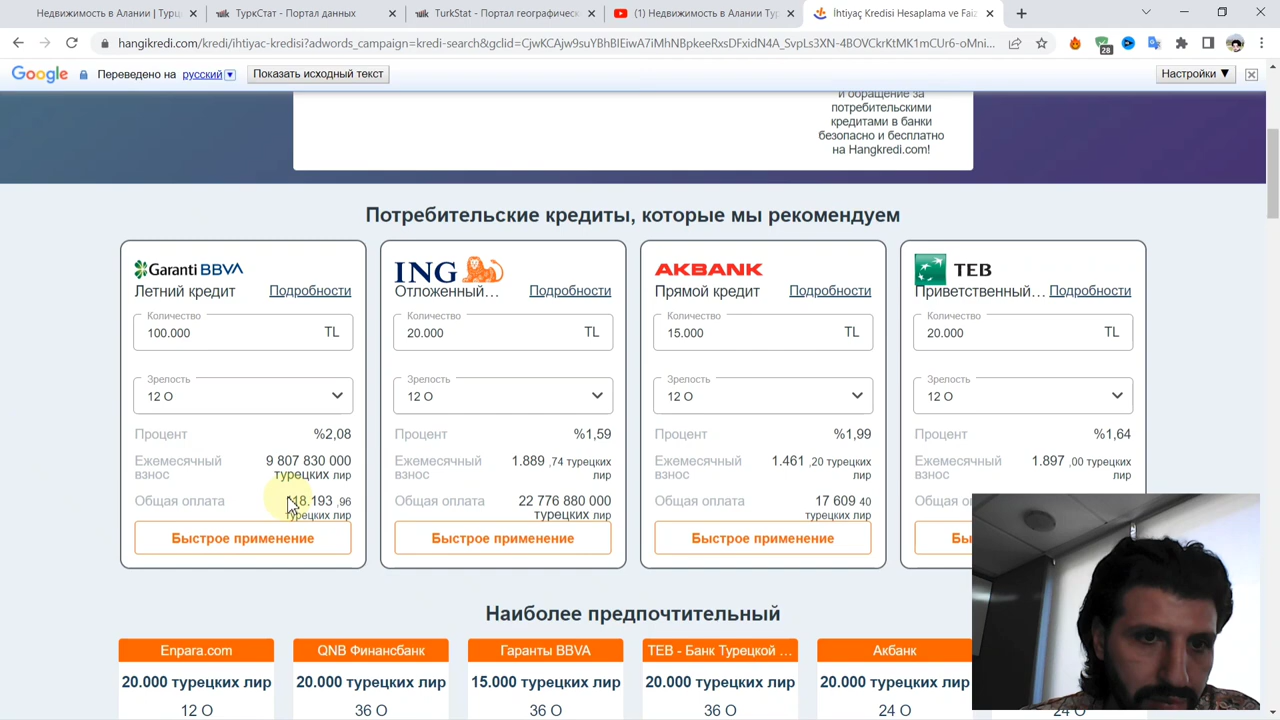 Недвижимость в Алании Турци
ТуркСтат - Портал данных
TurkStat - Портал географическ
(1) Недвижимость в Алании Тур
İhtiyaç Kredisi Hesaplama ve Faiz
hangikredi.com/kredi/ihtiyac-kredisi?adwords_campaign=kredi-search&gclid=CjwKCAjw9suYBhBIEiwA7iMhNBpkeeRxsDFxidN4A_SvpLs3XN-4BOVCkrKtMK1mCUr6-oMni...
28
Google Переведено на русский Показать исходный текст Настройки ▼
и обращение за
потребительскими
кредитами в банки
безопасно и бесплатно
на Hangkredi.com!
Потребительские кредиты, которые мы рекомендуем
Garanti BBVA
Летний кредит Подробности
Количество
100.000 TL
Зрелость
12 О
Процент %2,08
Ежемесячный взнос 9 807 830 000
турецких лир
Общая оплата 118.193 ,96
турецких лир
Быстрое применение
ING
Отложенный... Подробности
Количество
20.000 TL
Зрелость
12 О
Процент %1,59
Ежемесячный взнос 1.889 ,74 турецких
лир
Общая оплата 22 776 880 000
турецких лир
Быстрое применение
AKBANK
Прямой кредит Подробности
Количество
15.000 TL
Зрелость
12 О
Процент %1,99
Ежемесячный взнос 1.461 ,20 турецких
лир
Общая оплата 17 609 40
турецких лир
Быстрое применение
TEB
Приветственный... Подробности
Количество
20.000 TL
Зрелость
12 О
Процент %1,64
Ежемесячный взнос 1.897 ,00 турецких
лир
Общая о
Бы
Наиболее предпочтительный
Enpara.com
20.000 турецких лир
12 О
QNB Финансбанк
20.000 турецких лир
36 О
Гаранты BBVA
15.000 турецких лир
36 О
TEB - Банк Турецкой ...
20.000 турецких лир
36 О
Акбанк
20.000 турецких лир
24 О
24 О